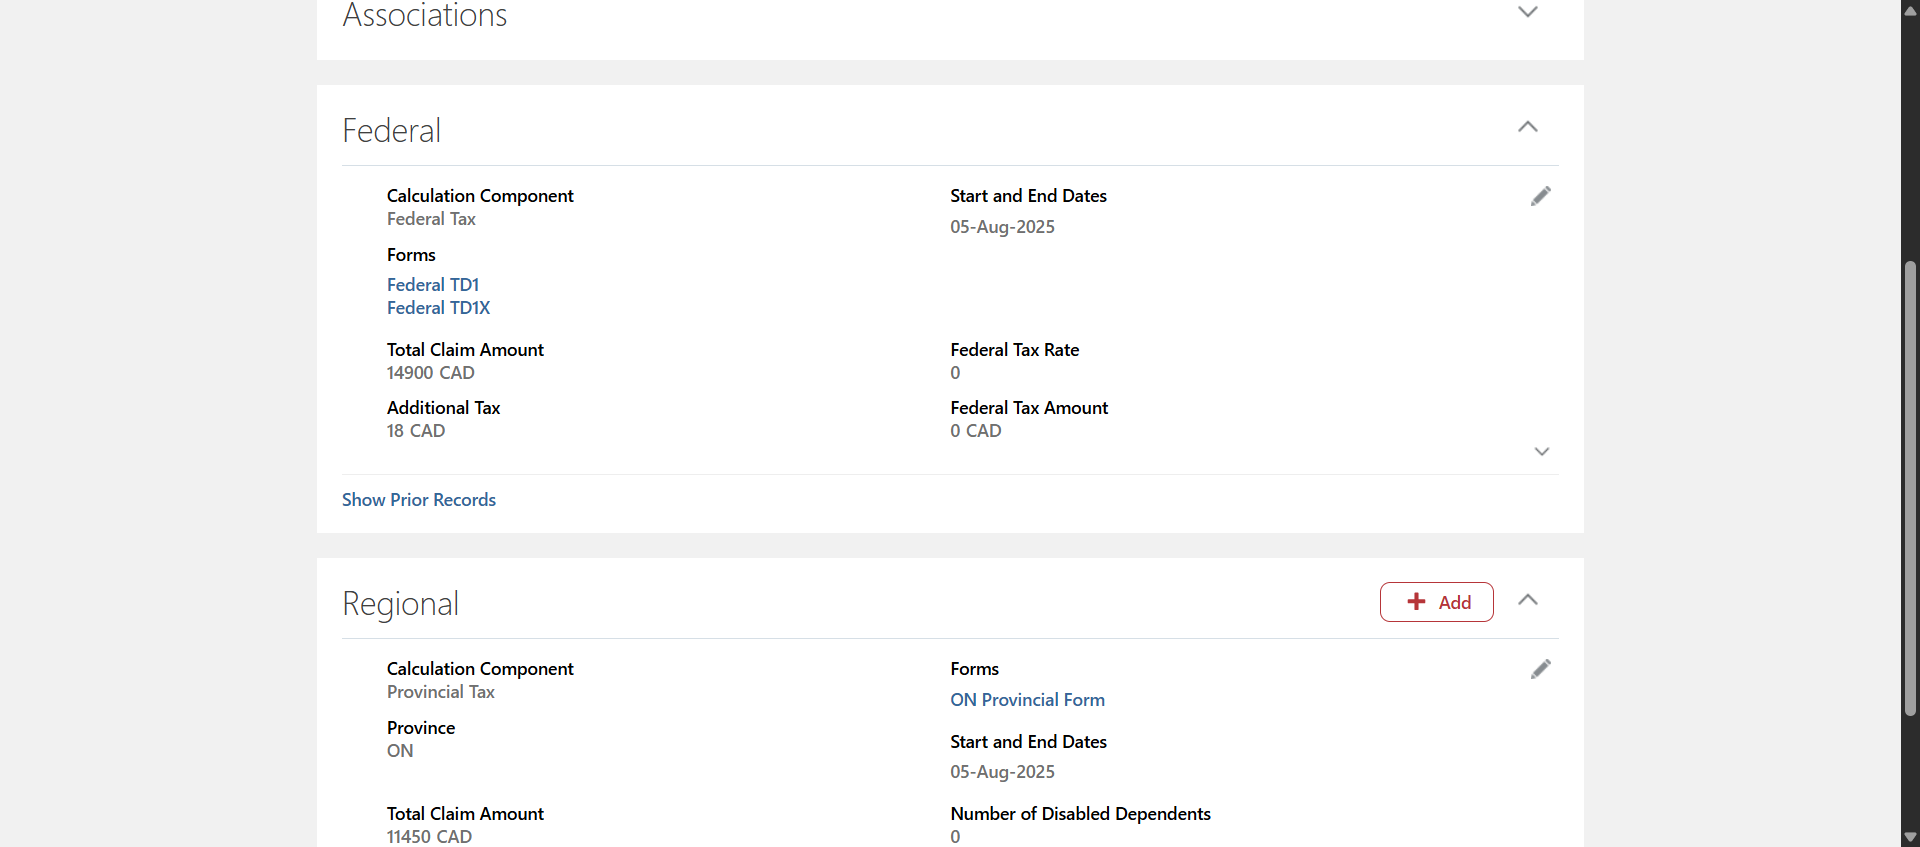 Associations
Federal
Calculation Component
Federal Tax
Start and End Dates
05-Aug-2025
Forms
Federal TD1
Federal TD1X
Total Claim Amount
14900 CAD
Federal Tax Rate
0
Additional Tax
18 CAD
Federal Tax Amount
0 CAD
Show Prior Records
Regional
Add
Calculation Component
Provincial Tax
Forms
ON Provincial Form
Province
ON
Start and End Dates
05-Aug-2025
Total Claim Amount
11450 CAD
Number of Disabled Dependents
0